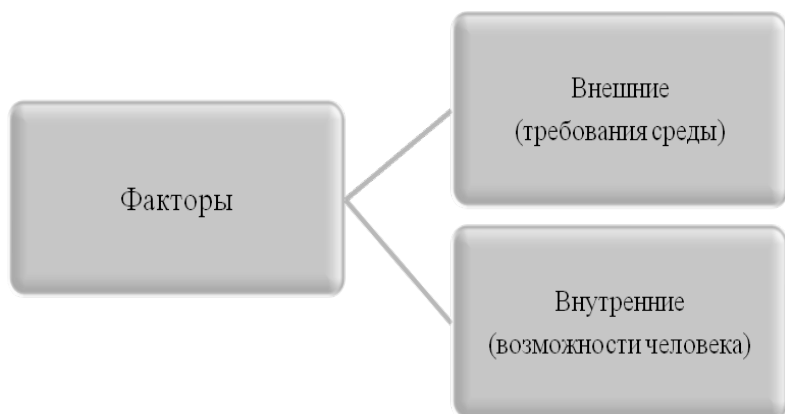 Факторы
Внешние
(требования среды)
Внутренние
(возможности человека)